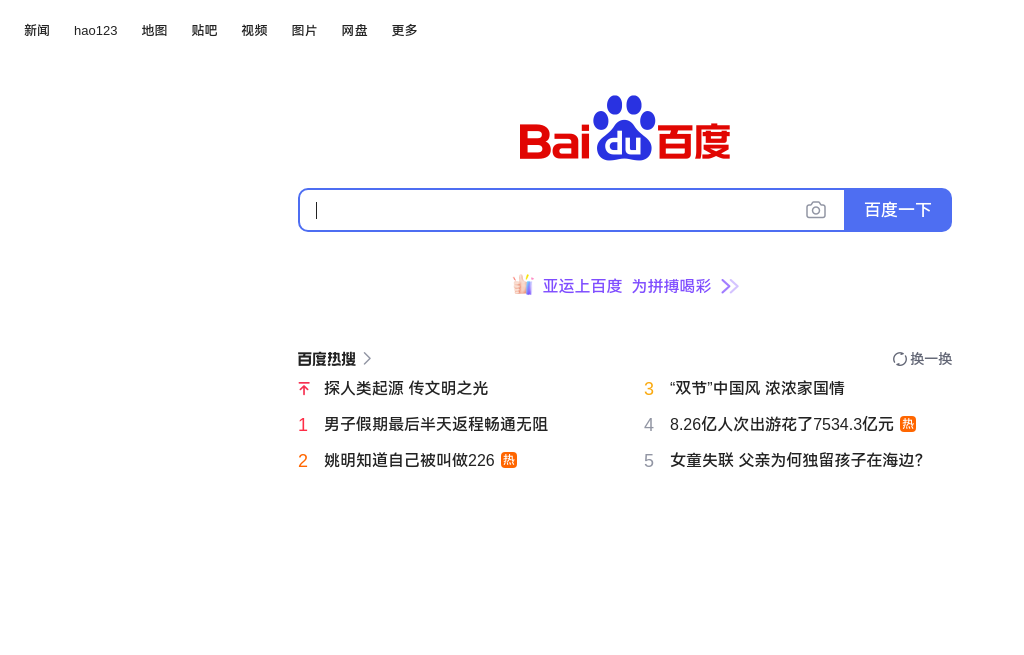 新闻 hao123 地图 贴吧 视频 图片 网盘 更多
Bai du 百度
百度一下
亚运上百度 为拼搏喝彩
百度热搜 换一换
探人类起源 传文明之光
3 “双节”中国风 浓浓家国情
1 男子假期最后半天返程畅通无阻
4 8.26亿人次出游花了7534.3亿元 热
2 姚明知道自己被叫做226 热
5 女童失联 父亲为何独留孩子在海边?